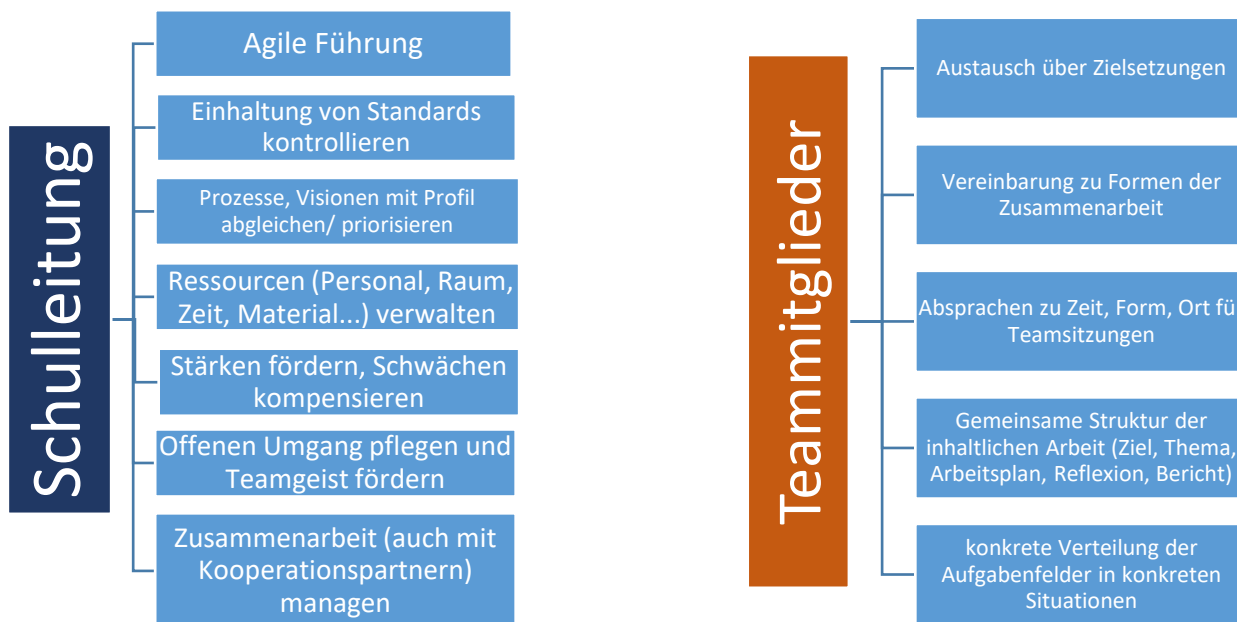 Schulleitung
Agile Führung
Einhaltung von Standards
kontrollieren
Prozesse, Visionen mit Profil
abgleichen/ priorisieren
Ressourcen (Personal, Raum,
Zeit, Material...) verwalten
Stärken fördern, Schwächen
kompensieren
Offenen Umgang pflegen und
Teamgeist fördern
Zusammenarbeit (auch mit
Kooperationspartnern)
managen
Teammitglieder
Austausch über Zielsetzungen
Vereinbarung zu Formen der
Zusammenarbeit
Absprachen zu Zeit, Form, Ort fü
Teamsitzungen
Gemeinsame Struktur der
inhaltlichen Arbeit (Ziel, Thema,
Arbeitsplan, Reflexion, Bericht)
konkrete Verteilung der
Aufgabenfelder in konkreten
Situationen